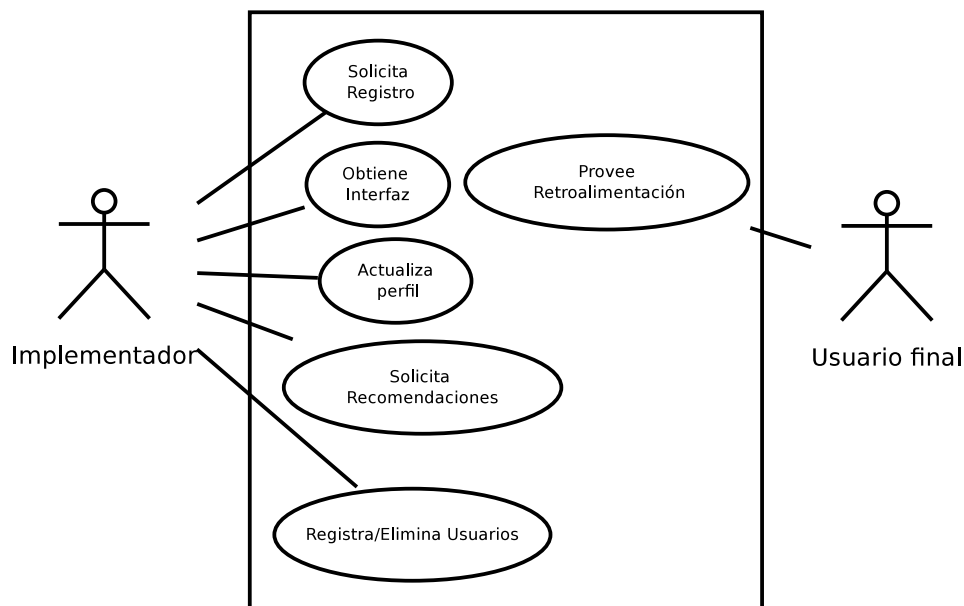 Solicita
Registro
Obtiene
Interfaz
Provee
Retroalimentación
Actualiza
perfil
Implementador
Usuario final
Solicita
Recomendaciones
Registra/Elimina Usuarios